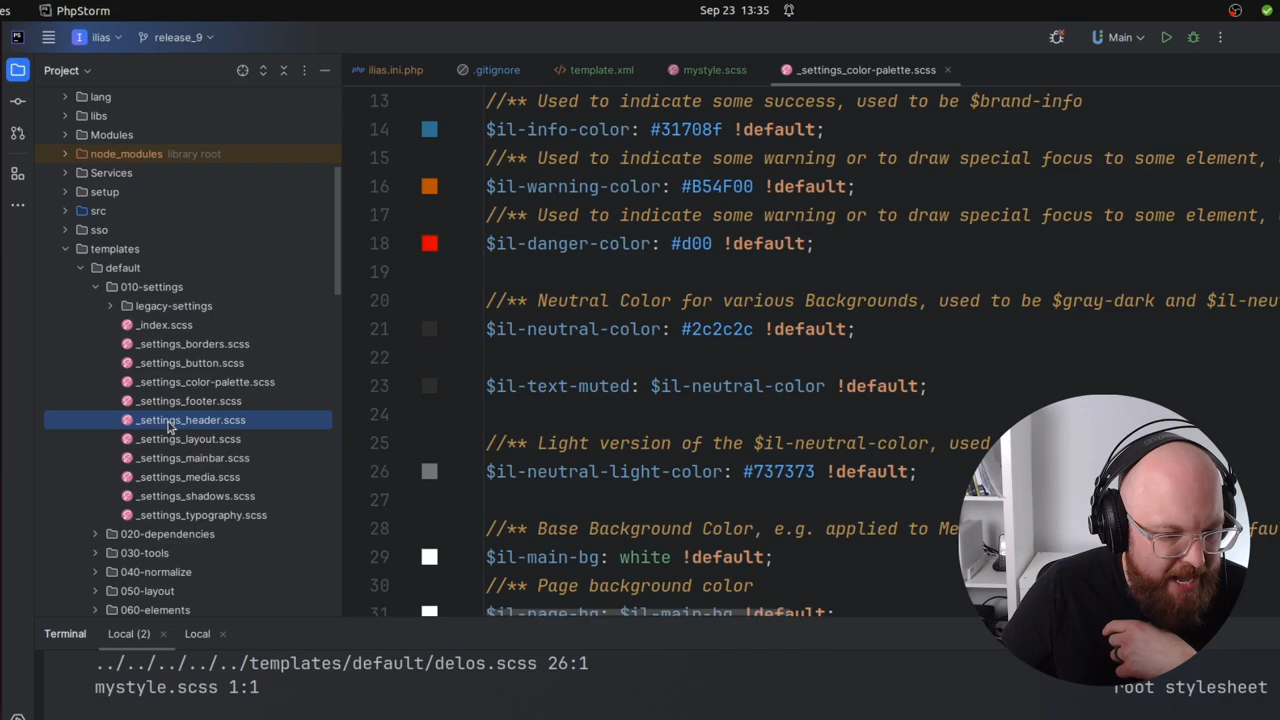 es
PhpStorm
Sep 23 13:35
ilias
release_9
Main
Project
ilias.ini.php
.gitignore
template.xml
mystyle.scss
_settings_color-palette.scss
lang
libs
Modules
node_modules library root
Services
setup
src
sso
templates
default
010-settings
legacy-settings
_index.scss
_settings_borders.scss
_settings_button.scss
_settings_color-palette.scss
_settings_footer.scss
_settings_header.scss
_settings_layout.scss
_settings_mainbar.scss
_settings_media.scss
_settings_shadows.scss
_settings_typography.scss
020-dependencies
030-tools
040-normalize
050-layout
060-elements
13 //** Used to indicate some success, used to be $brand-info
14 $il-info-color: #31708f !default;
15 //** Used to indicate some warning or to draw special focus to some element,
16 $il-warning-color: #B54F00 !default;
17 //** Used to indicate some warning or to draw special focus to some element,
18 $il-danger-color: #d00 !default;
19
20 //** Neutral Color for various Backgrounds, used to be $gray-dark and $il-neu
21 $il-neutral-color: #2c2c2c !default;
22
23 $il-text-muted: $il-neutral-color !default;
24
25 //** Light version of the $il-neutral-color, used
26 $il-neutral-light-color: #737373 !default;
27
28 //** Base Background Color, e.g. applied to Me
29 $il-main-bg: white !default;
30 //** Page background color
31 $il-page-bg: $il-main-bg !default;
Terminal
Local (2)
Local
../../../../../templates/default/delos.scss 26:1
mystyle.scss 1:1
root stylesheet